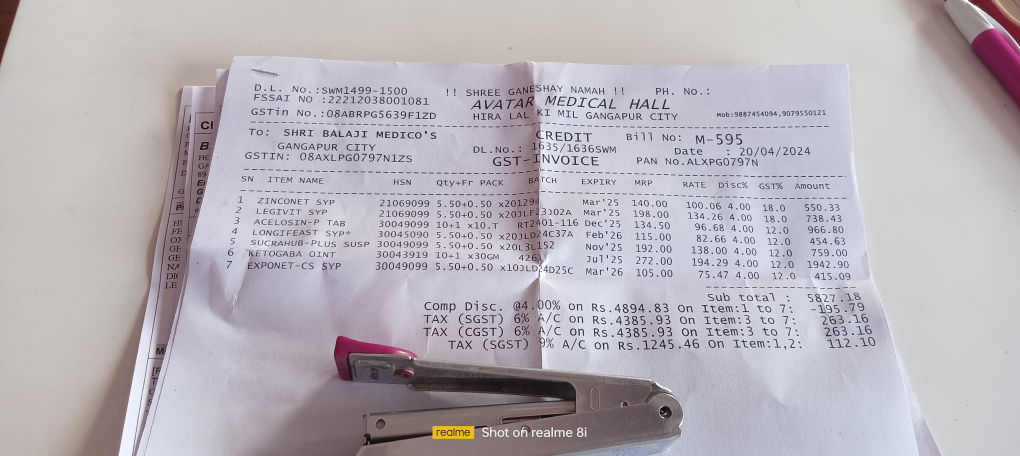 D.L. No.:SWM1499-1500 !! SHREE GANESHAY NAMAH !! PH. No.:
FSSAI NO :22212038001081 AVATAR MEDICAL HALL
GSTin No.:08ABRPG5639F1ZD HIRA LAL KI MIL GANGAPUR CITY Mob:9887454094,9079550121
To: SHRI BALAJI MEDICO'S CREDIT Bill No: M-595
GANGAPUR CITY DL.No.: 1635/1636SWM Date : 20/04/2024
GSTIN: 08AXLPG0797N1ZS GST-INVOICE PAN NO.ALXPG0797N
SN ITEM NAME HSN Qty+Fr PACK BATCH EXPIRY MRP RATE Disc% GST% Amount
1 ZINCONET SYP 21069099 5.50+0.50 Mar'25 140.00 100.06 4.00 18.0 550.33
2 LEGIVIT SYP 21069099 5.50+0.50 Mar'25 198.00 134.26 4.00 18.0 738.43
3 ACELOSIN-P TAB 30049099 10+1 x10.T RT2401-116 Dec'25 134.50 96.68 4.00 12.0 966.80
4 LONGIFEAST SYP* 30045090 5.50+0.50 Feb'26 115.00 82.66 4.00 12.0 454.63
5 SUCRAHUB-PLUS SUSP 30049099 5.50+0.50 Nov'25 192.00 138.00 4.00 12.0 759.00
6 KETOGABA OINT 30043919 10+1 x30GM Jul'25 272.00 194.29 4.00 12.0 1942.90
7 EXPONET-CS SYP 30049099 5.50+0.50 Mar'26 105.00 75.47 4.00 12.0 415.09
Sub total : 5827.18
Comp Disc. @4.00% on Rs.4894.83 On Item:1 to 7: -195.79
TAX (SGST) 6% A/C on Rs.4385.93 On Item:3 to 7: 263.16
TAX (CGST) 6% A/C on Rs.4385.93 On Item:3 to 7: 263.16
TAX (SGST) 9% A/C on Rs.1245.46 On Item:1,2: 112.10
realme Shot on realme 8i